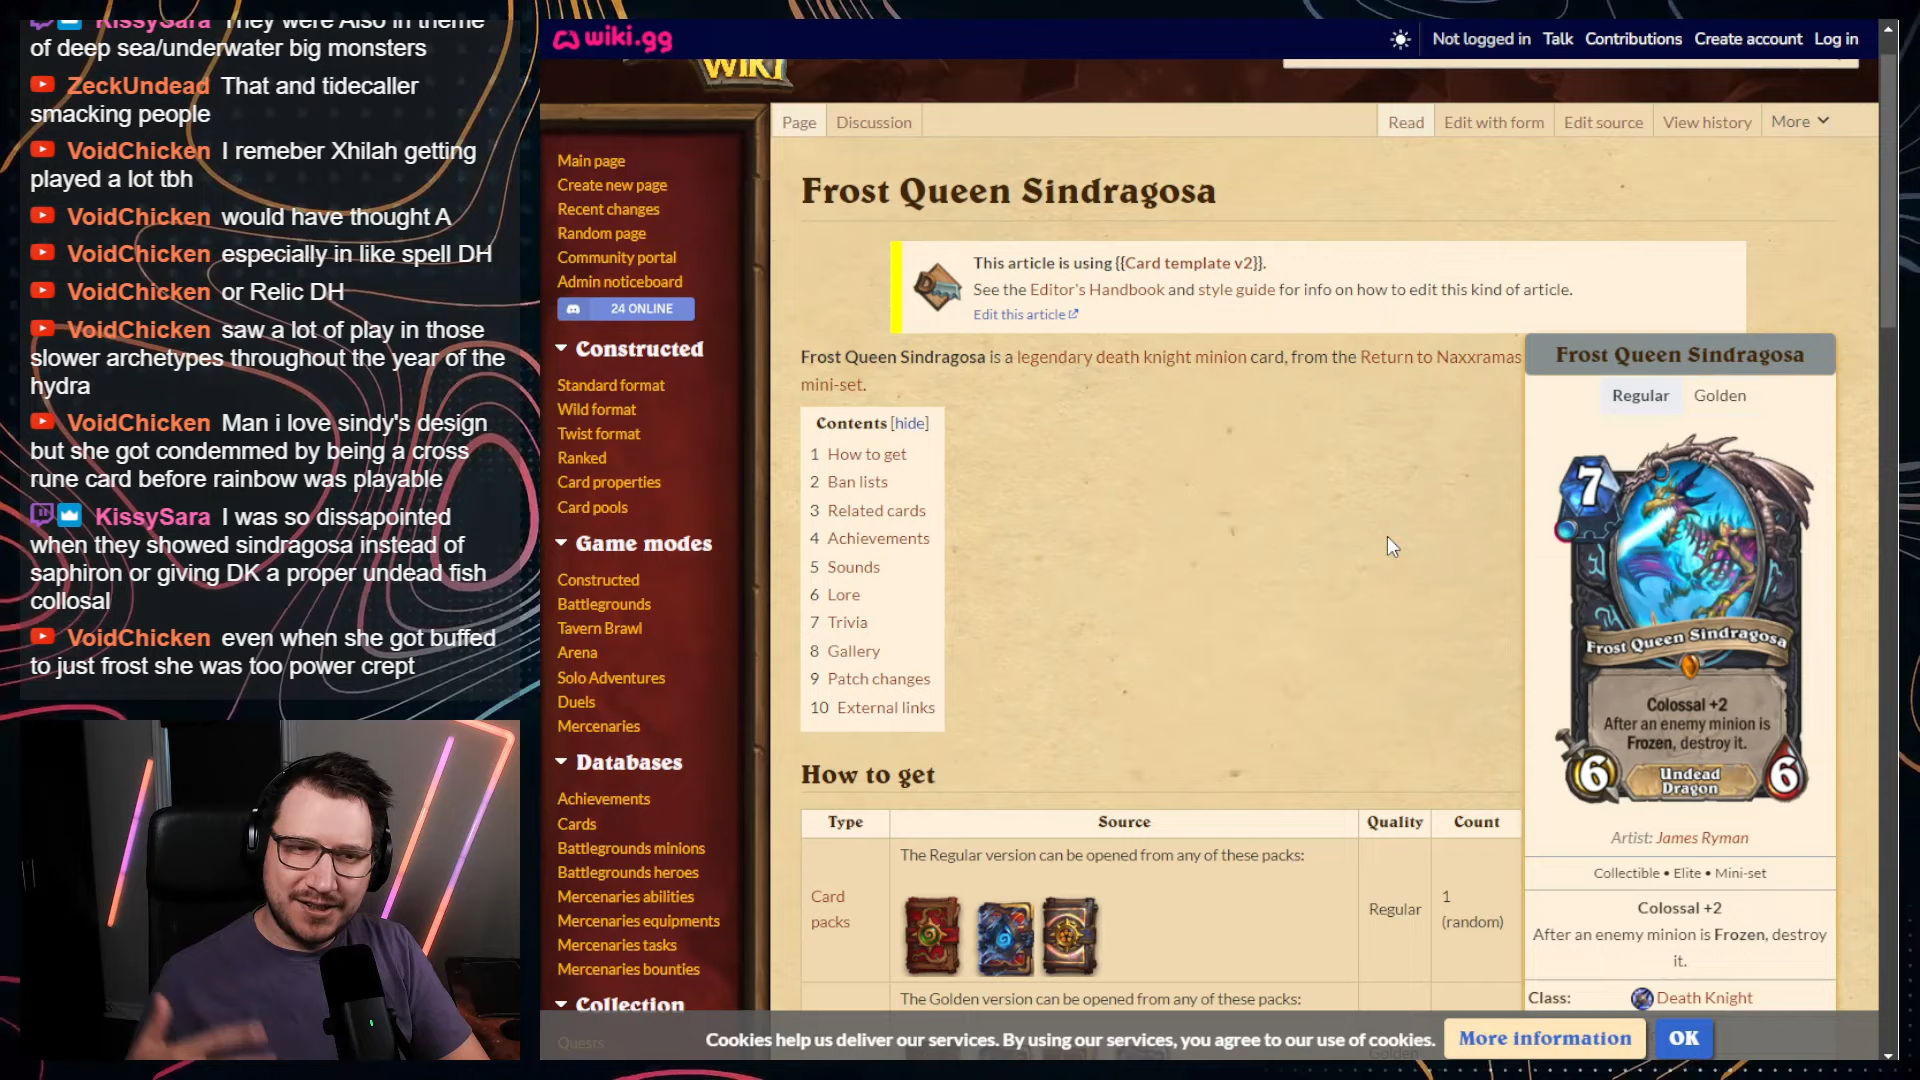 KissySara They were Also in theme
of deep sea/underwater big monsters
ZeckUndead That and tidecaller
smacking people
VoidChicken I remeber Xhilah getting
played a lot tbh
VoidChicken would have thought A
VoidChicken especially in like spell DH
VoidChicken or Relic DH
VoidChicken saw a lot of play in those
slower archetypes throughout the year of the
hydra
VoidChicken Man i love sindy's design
but she got condemmed by being a cross
rune card before rainbow was playable
KissySara I was so dissapointed
when they showed sindragosa instead of
saphiron or giving DK a proper undead fish
collosal
VoidChicken even when she got buffed
to just frost she was too power crept
wiki.gg
Not logged in Talk Contributions Create account Log in
WIKI
Page Discussion Read Edit with form Edit source View history More
Main page
Create new page
Recent changes
Random page
Community portal
Admin noticeboard
24 ONLINE
Constructed
Standard format
Wild format
Twist format
Ranked
Card properties
Card pools
Game modes
Constructed
Battlegrounds
Tavern Brawl
Arena
Solo Adventures
Duels
Mercenaries
Databases
Achievements
Cards
Battlegrounds minions
Battlegrounds heroes
Mercenaries abilities
Mercenaries equipments
Mercenaries tasks
Mercenaries bounties
Collection
Quests
Frost Queen Sindragosa
This article is using {{Card template v2}}.
See the Editor's Handbook and style guide for info on how to edit this kind of article.
Edit this article
Frost Queen Sindragosa is a legendary death knight minion card, from the Return to Naxxramas
mini-set.
Contents [hide]
1 How to get
2 Ban lists
3 Related cards
4 Achievements
5 Sounds
6 Lore
7 Trivia
8 Gallery
9 Patch changes
10 External links
How to get
Type Source Quality Count
The Regular version can be opened from any of these packs:
Card
packs
Regular
1
(random)
The Golden version can be opened from any of these packs:
Golden
Frost Queen Sindragosa
Regular Golden
7
Frost Queen Sindragosa
Colossal +2
After an enemy minion is
Frozen, destroy it.
6 Undead
Dragon 6
Artist: James Ryman
Collectible • Elite • Mini-set
Colossal +2
After an enemy minion is Frozen, destroy
it.
Class: Death Knight
Cookies help us deliver our services. By using our services, you agree to our use of cookies. More information OK